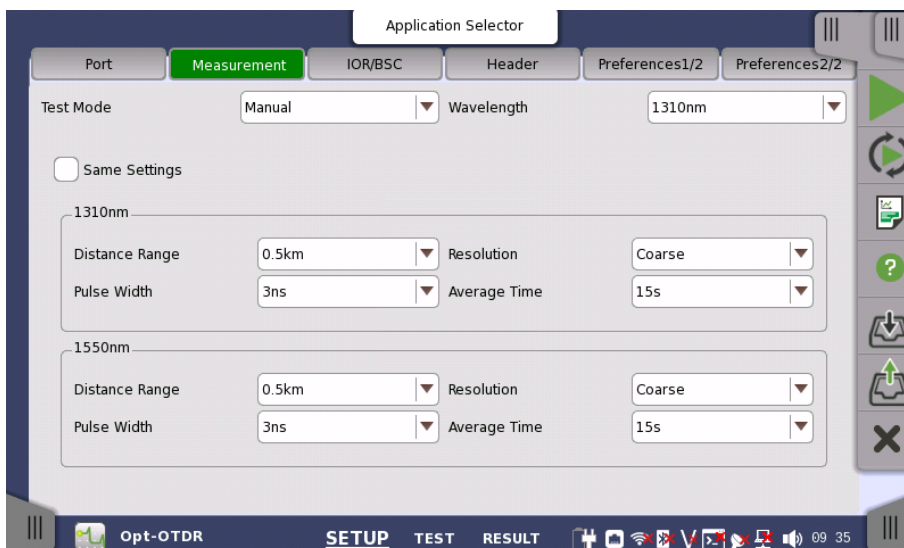 Application Selector
Port Measurement IOR/BSC Header Preferences1/2 Preferences2/2
Test Mode Manual Wavelength 1310nm
Same Settings
1310nm
Distance Range 0.5km Resolution Coarse
Pulse Width 3ns Average Time 15s
1550nm
Distance Range 0.5km Resolution Coarse
Pulse Width 3ns Average Time 15s
Opt-OTDR SETUP TEST RESULT 09 35